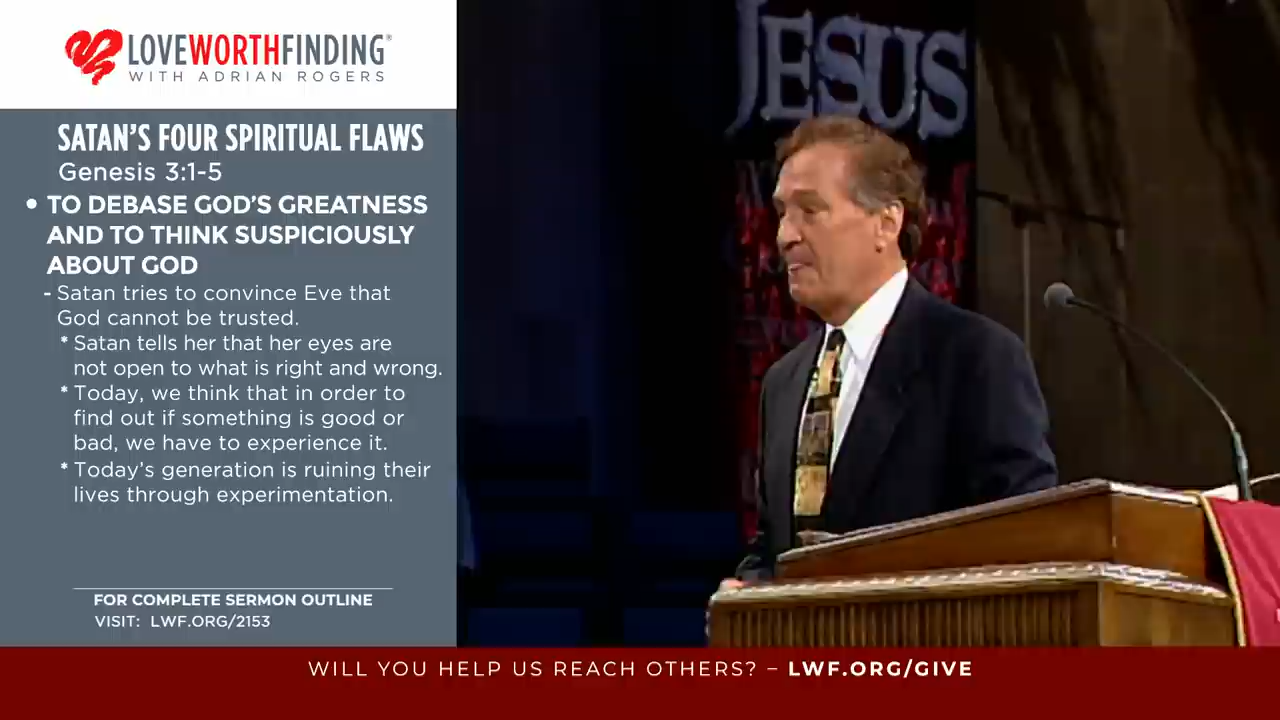 LOVEWORTHFINDING®
WITH ADRIAN ROGERS
SATAN'S FOUR SPIRITUAL FLAWS
Genesis 3:1-5
• TO DEBASE GOD'S GREATNESS
AND TO THINK SUSPICIOUSLY
ABOUT GOD
- Satan tries to convince Eve that
God cannot be trusted.
* Satan tells her that her eyes are
not open to what is right and wrong.
* Today, we think that in order to
find out if something is good or
bad, we have to experience it.
* Today's generation is ruining their
lives through experimentation.
FOR COMPLETE SERMON OUTLINE
VISIT: LWF.ORG/2153
JESUS
WILL YOU HELP US REACH OTHERS? – LWF.ORG/GIVE